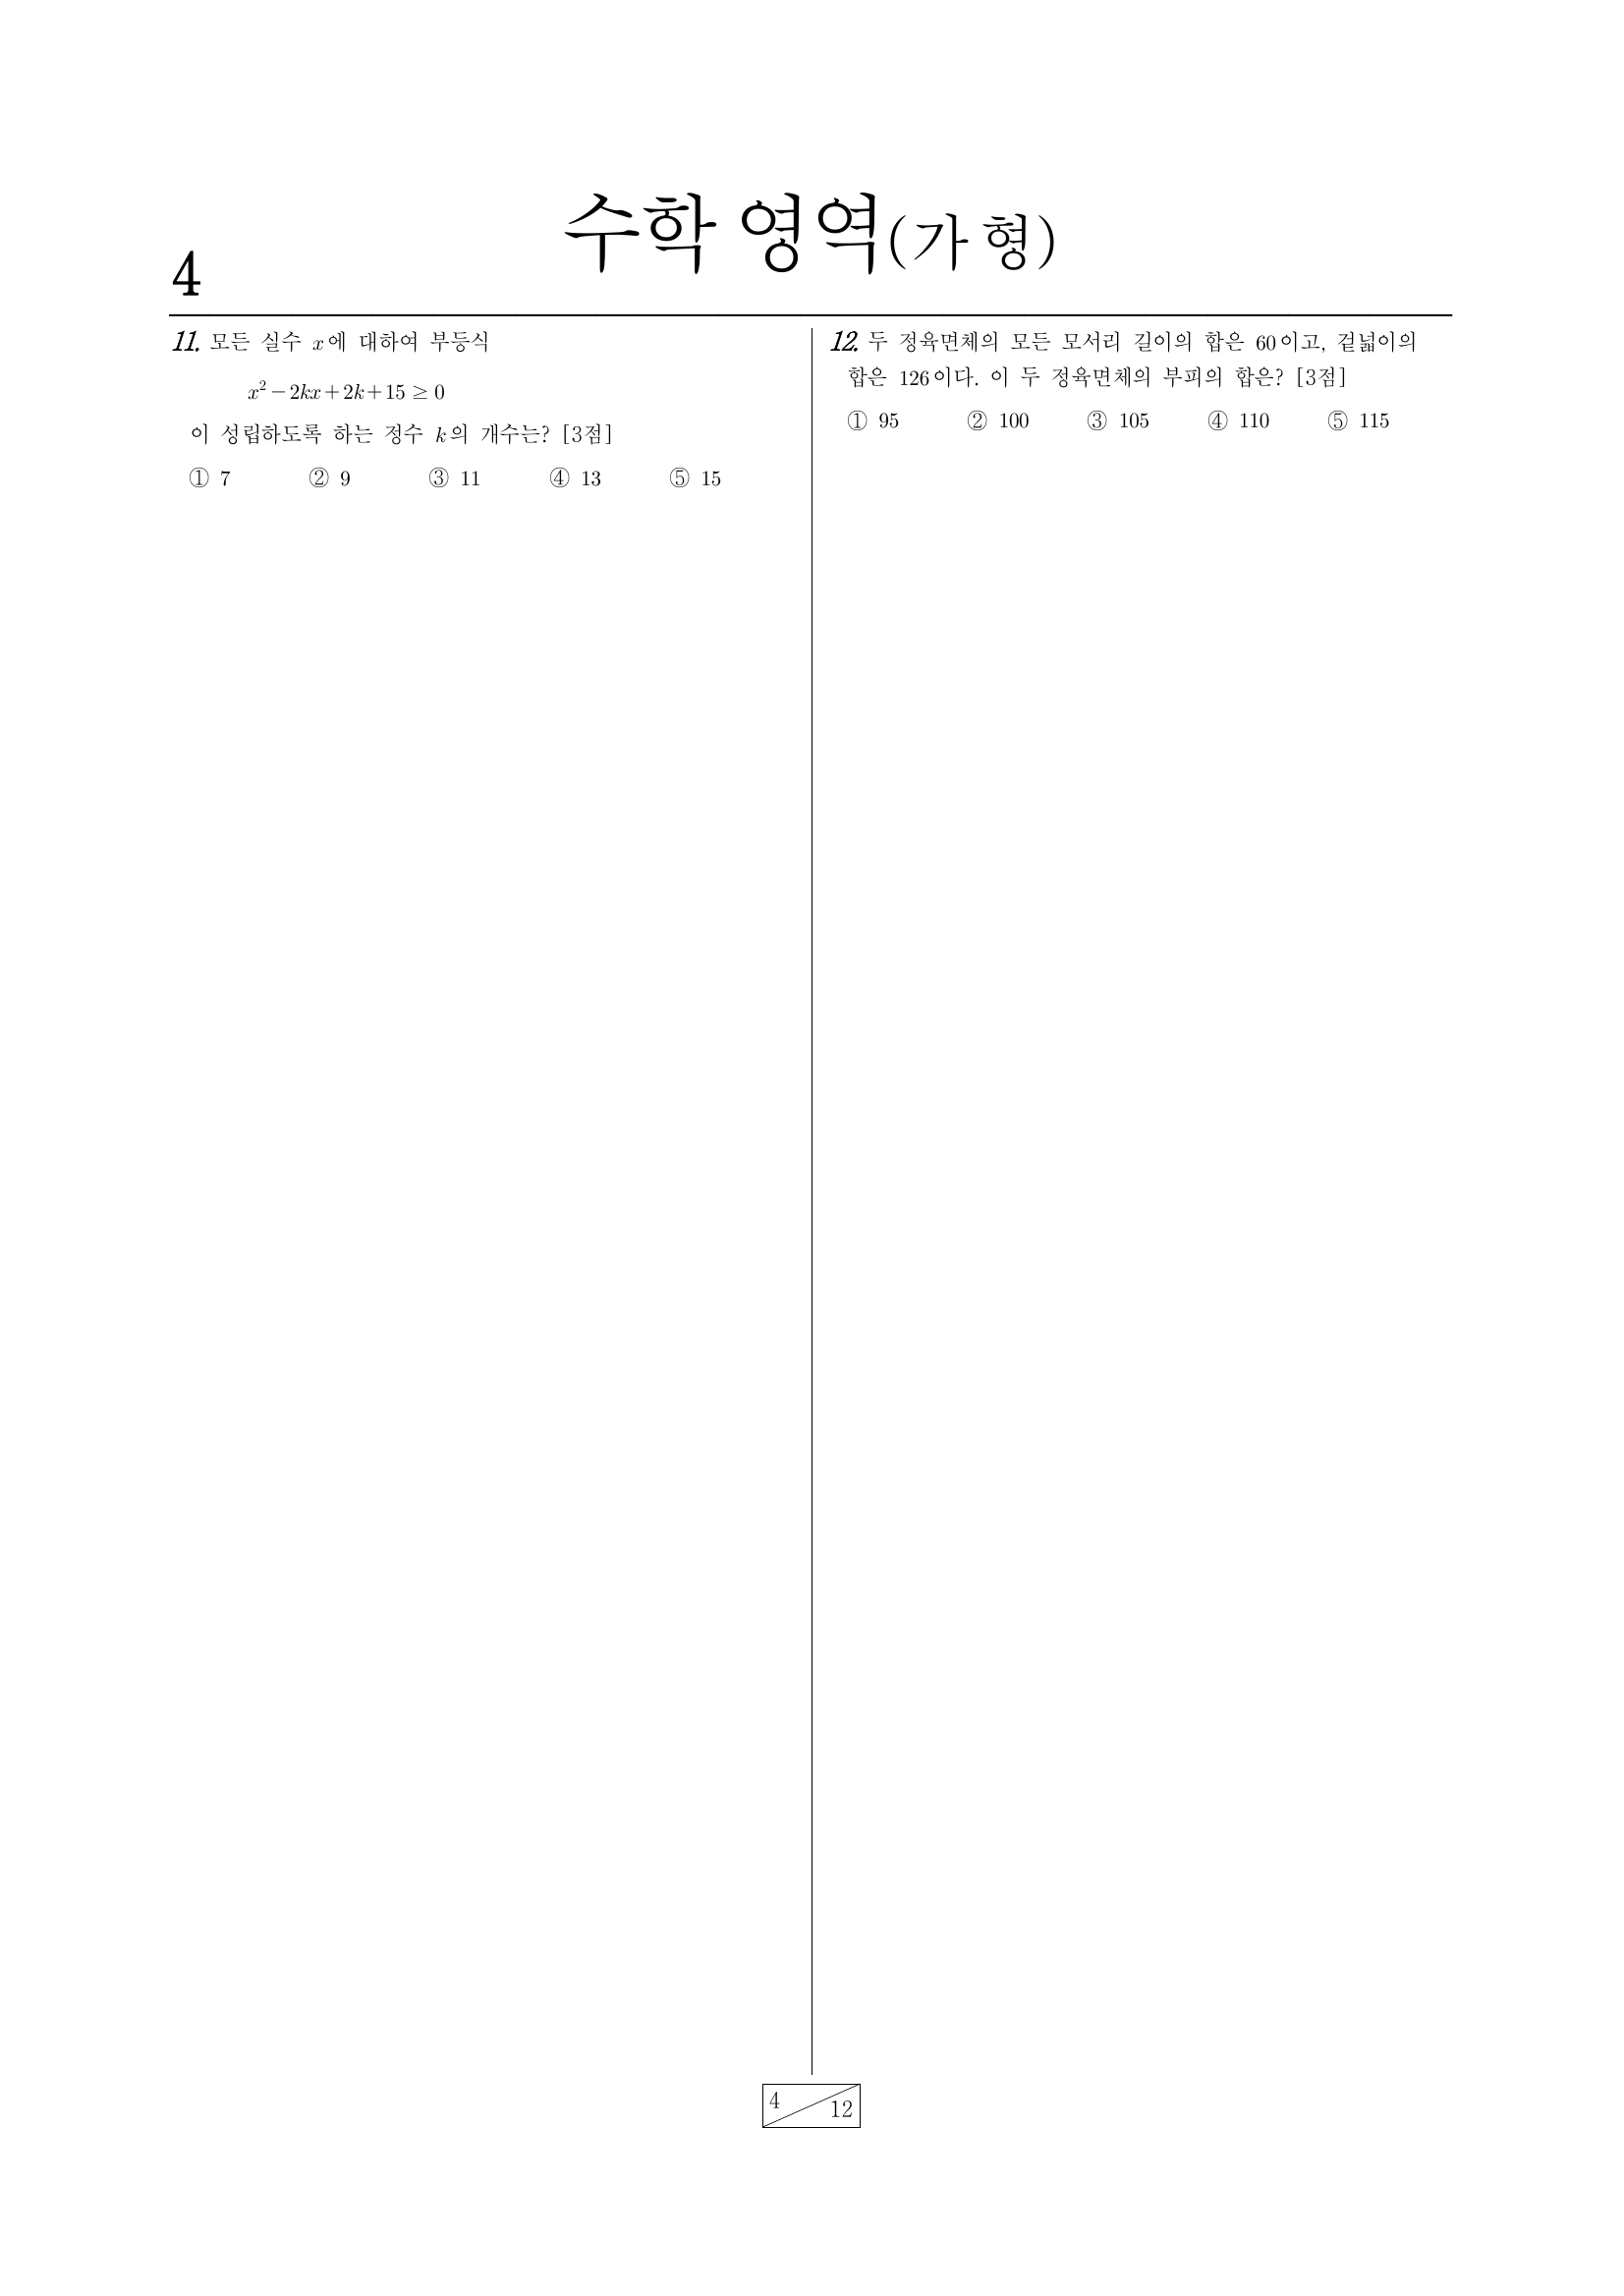 수학 영역(가 형)
4
11. 모든 실수 x에 대하여 부등식
x² − 2kx + 2k + 15 ≥ 0
이 성립하도록 하는 정수 k의 개수는? [3점]
① 7 ② 9 ③ 11 ④ 13 ⑤ 15
12. 두 정육면체의 모든 모서리 길이의 합은 60이고, 겉넓이의
합은 126이다. 이 두 정육면체의 부피의 합은? [3점]
① 95 ② 100 ③ 105 ④ 110 ⑤ 115
4
12